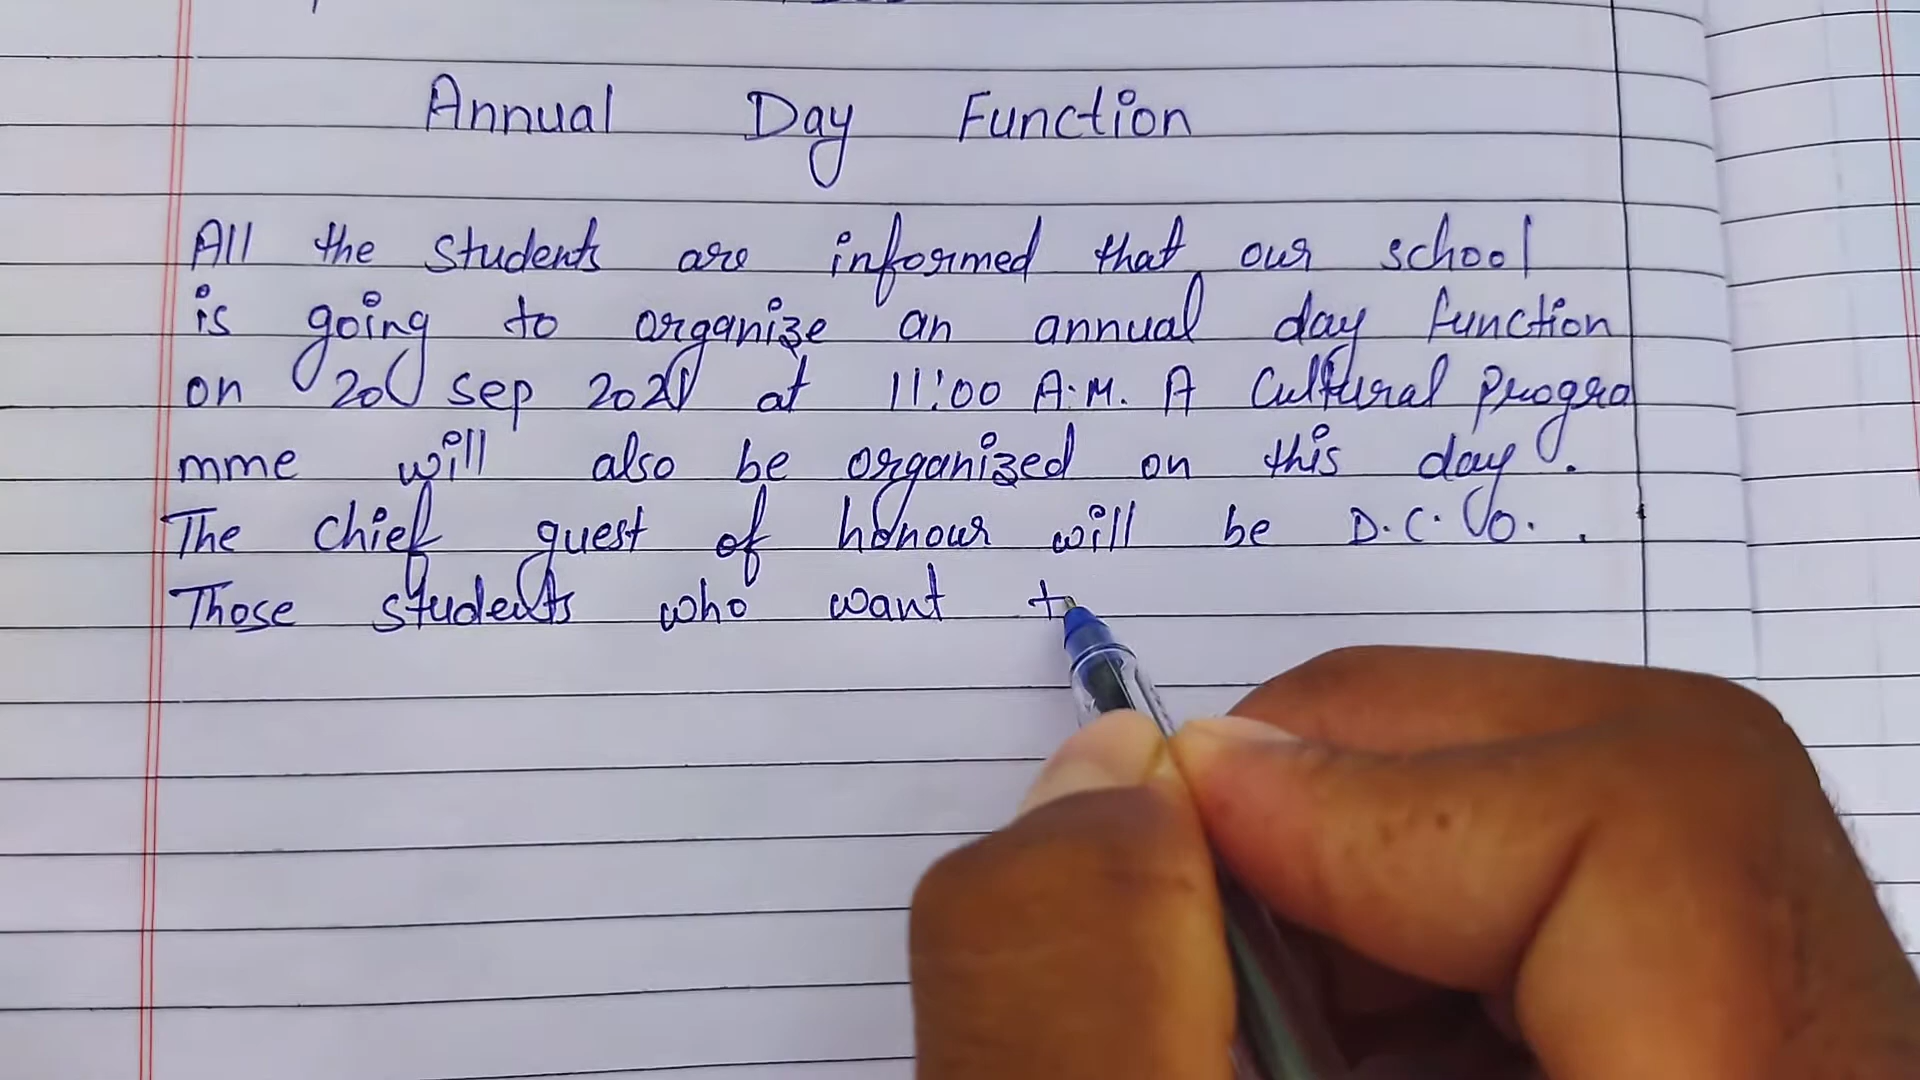 Annual Day Function
All the students are informed that our school
is going to organize an annual day function
on 20 Sep 2021 at 11:00 A.M. A Cultural progra
mme will also be organized on this day.
The chief guest of honour will be D.C.O. .
Those students who want t